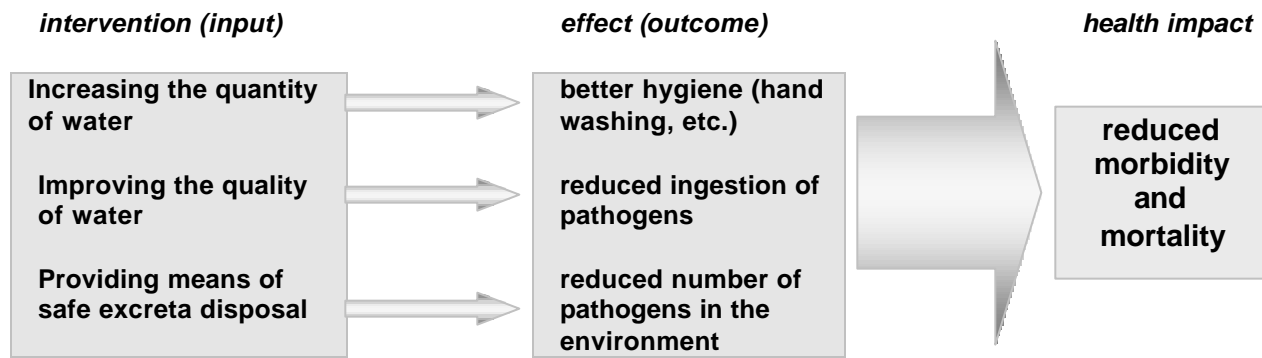 intervention (input)
effect (outcome)
health impact
Increasing the quantity
of water
better hygiene (hand
washing, etc.)
Improving the quality
of water
reduced ingestion of
pathogens
Providing means of
safe excreta disposal
reduced number of
pathogens in the
environment
reduced
morbidity
and
mortality